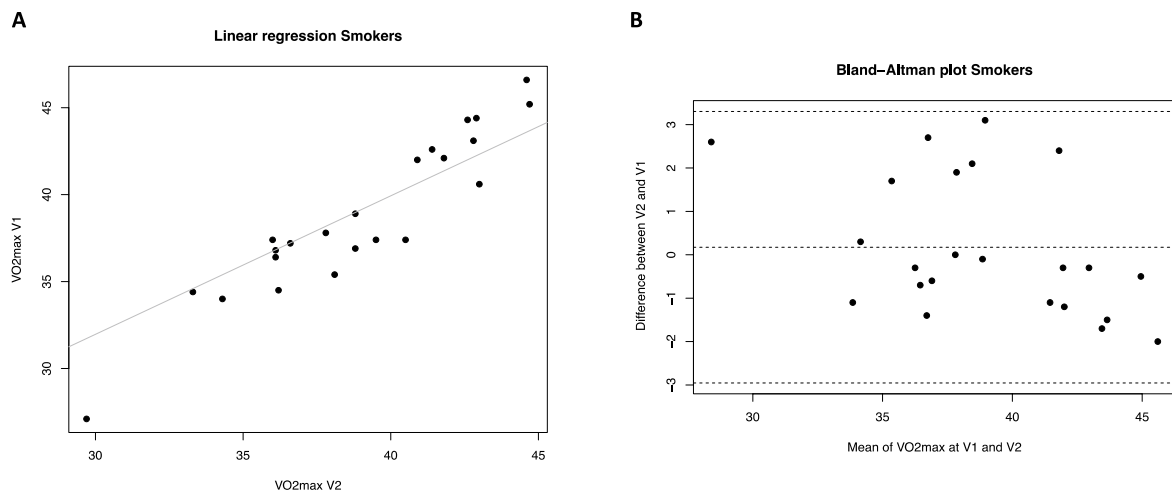 A
Linear regression Smokers
VO2max V1
45
40
35
30
30 35 40 45
VO2max V2
B
Bland–Altman plot Smokers
Difference between V2 and V1
3
2
1
0
−1
−2
−3
30 35 40 45
Mean of VO2max at V1 and V2